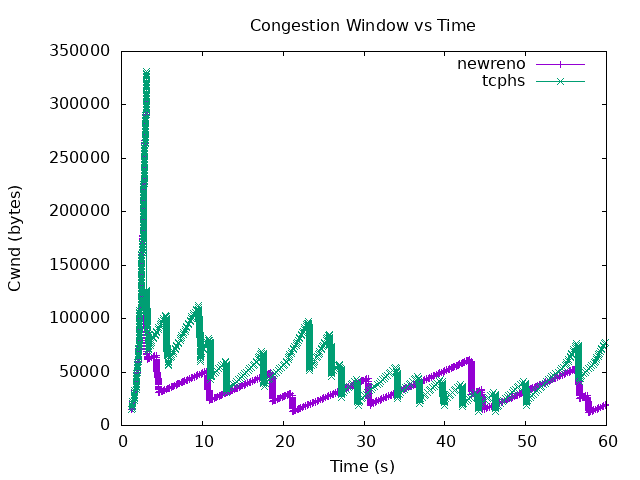 Congestion Window vs Time
newreno
tcphs
350000
300000
250000
200000
150000
100000
50000
0
Cwnd (bytes)
0 10 20 30 40 50 60
Time (s)